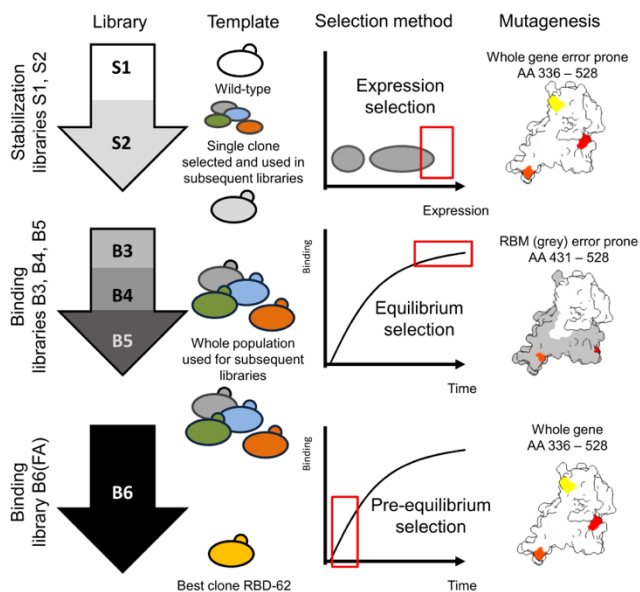 Library
Template
Selection method
Mutagenesis
Stabilization
libraries S1, S2
S1
S2
Wild-type
Single clone
selected and used in
subsequent libraries
Expression
selection
Expression
Whole gene error prone
AA 336 – 528
Binding
libraries B3, B4, B5
B3
B4
B5
Whole population
used for subsequent
libraries
Binding
Equilibrium
selection
Time
RBM (grey) error prone
AA 431 – 528
Binding
library B6(FA)
B6
Best clone RBD-62
Binding
Pre-equilibrium
selection
Time
Whole gene
AA 336 – 528